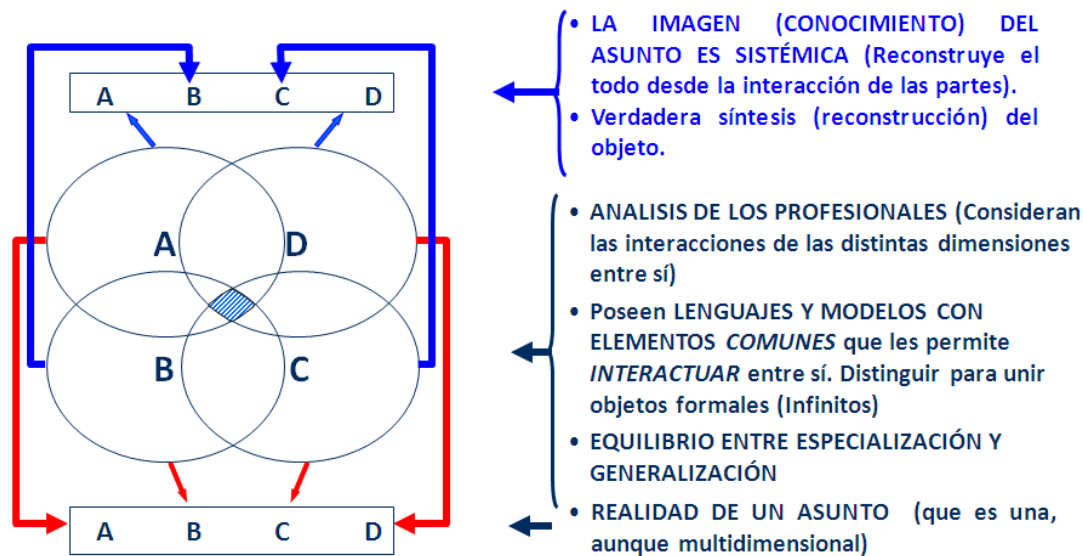 A B C D
A D
B C
A B C D
• LA IMAGEN (CONOCIMIENTO) DEL
ASUNTO ES SISTÉMICA (Reconstruye el
todo desde la interacción de las partes).
• Verdadera síntesis (reconstrucción) del
objeto.
• ANALISIS DE LOS PROFESIONALES (Consideran
las interacciones de las distintas dimensiones
entre sí)
• Poseen LENGUAJES Y MODELOS CON
ELEMENTOS COMUNES que les permite
INTERACTUAR entre sí. Distinguir para unir
objetos formales (Infinitos)
• EQUILIBRIO ENTRE ESPECIALIZACIÓN Y
GENERALIZACIÓN
• REALIDAD DE UN ASUNTO (que es una,
aunque multidimensional)